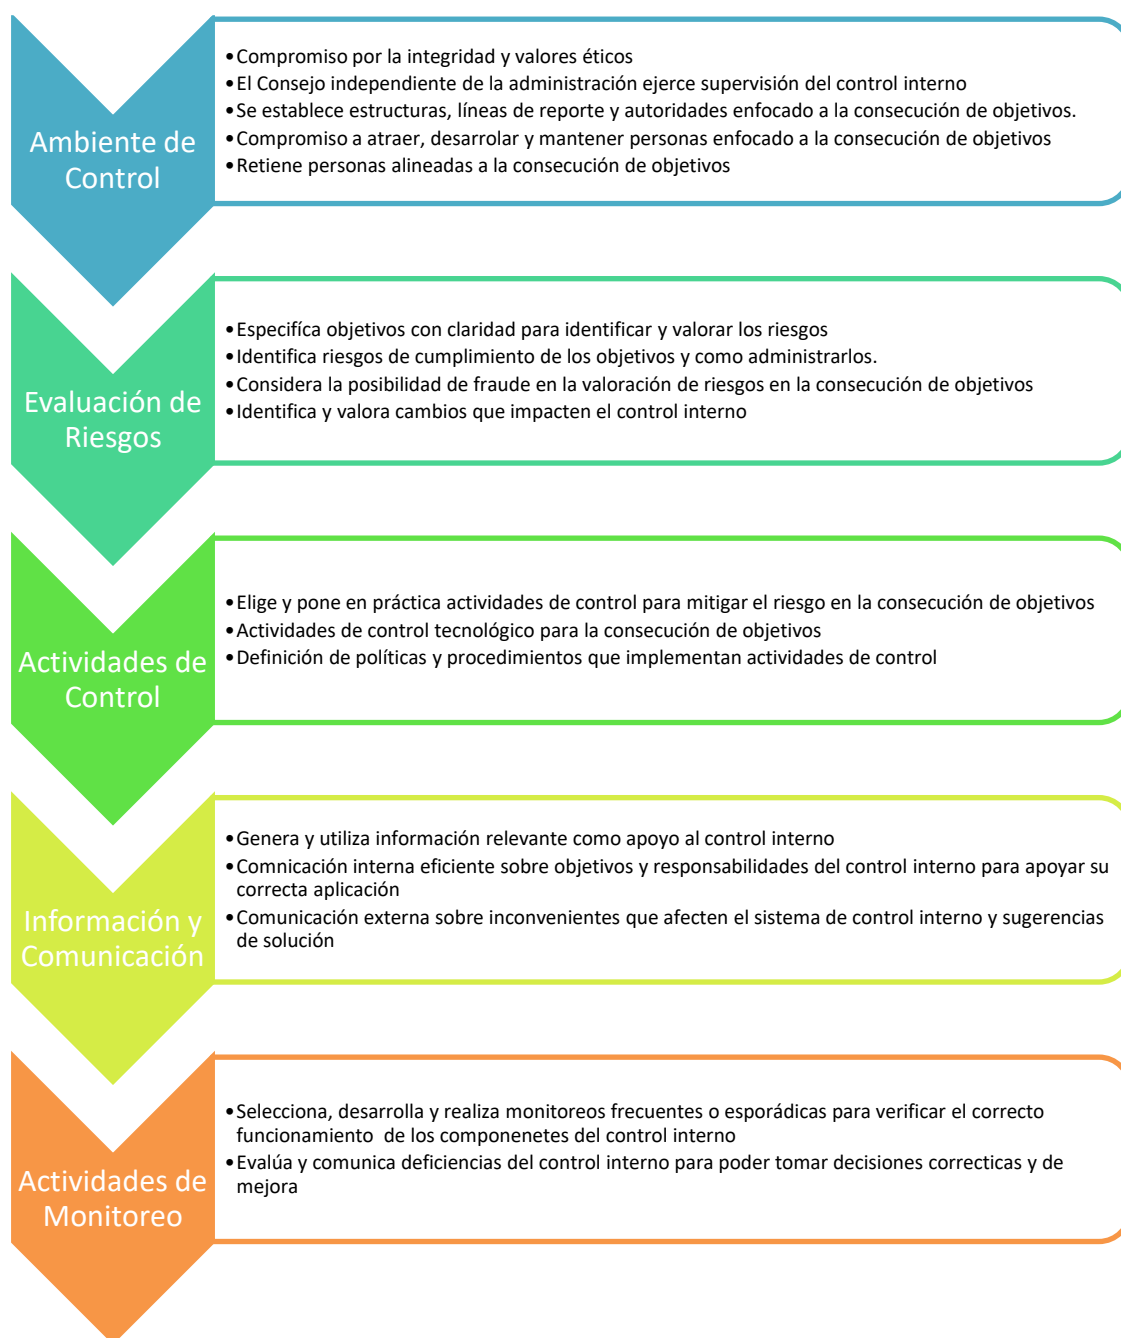 Ambiente de
Control
•Compromiso por la integridad y valores éticos
•El Consejo independiente de la administración ejerce supervisión del control interno
•Se establece estructuras, líneas de reporte y autoridades enfocado a la consecución de objetivos.
•Compromiso a atraer, desarrolar y mantener personas enfocado a la consecución de objetivos
•Retiene personas alineadas a la consecución de objetivos
Evaluación de
Riesgos
•Especifíca objetivos con claridad para identificar y valorar los riesgos
•Identifica riesgos de cumplimiento de los objetivos y como administrarlos.
•Considera la posibilidad de fraude en la valoración de riesgos en la consecución de objetivos
•Identifica y valora cambios que impacten el control interno
Actividades de
Control
•Elige y pone en práctica actividades de control para mitigar el riesgo en la consecución de objetivos
•Actividades de control tecnológico para la consecución de objetivos
•Definición de políticas y procedimientos que implementan actividades de control
Información y
Comunicación
•Genera y utiliza información relevante como apoyo al control interno
•Comnicación interna eficiente sobre objetivos y responsabilidades del control interno para apoyar su
correcta aplicación
•Comunicación externa sobre inconvenientes que afecten el sistema de control interno y sugerencias
de solución
Actividades de
Monitoreo
•Selecciona, desarrolla y realiza monitoreos frecuentes o esporádicas para verificar el correcto
funcionamiento de los componenetes del control interno
•Evalúa y comunica deficiencias del control interno para poder tomar decisiones correcticas y de
mejora